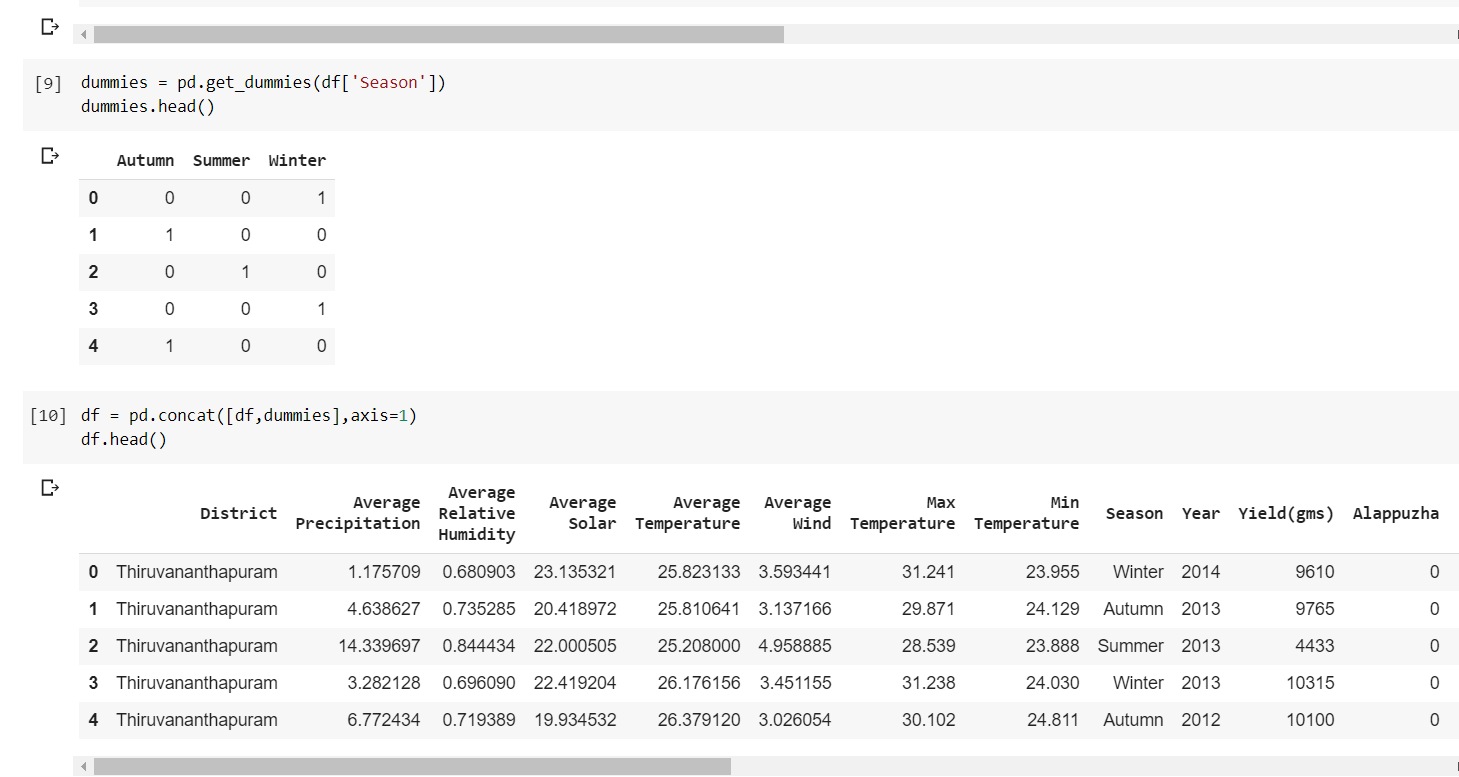 [9] dummies = pd.get_dummies(df['Season'])
dummies.head()
Autumn Summer Winter
0 0 0 1
1 1 0 0
2 0 1 0
3 0 0 1
4 1 0 0
[10] df = pd.concat([df,dummies],axis=1)
df.head()
District Average Precipitation Average Relative Humidity Average Solar Average Temperature Average Wind Max Temperature Min Temperature Season Year Yield(gms) Alappuzha
0 Thiruvananthapuram 1.175709 0.680903 23.135321 25.823133 3.593441 31.241 23.955 Winter 2014 9610 0
1 Thiruvananthapuram 4.638627 0.735285 20.418972 25.810641 3.137166 29.871 24.129 Autumn 2013 9765 0
2 Thiruvananthapuram 14.339697 0.844434 22.000505 25.208000 4.958885 28.539 23.888 Summer 2013 4433 0
3 Thiruvananthapuram 3.282128 0.696090 22.419204 26.176156 3.451155 31.238 24.030 Winter 2013 10315 0
4 Thiruvananthapuram 6.772434 0.719389 19.934532 26.379120 3.026054 30.102 24.811 Autumn 2012 10100 0